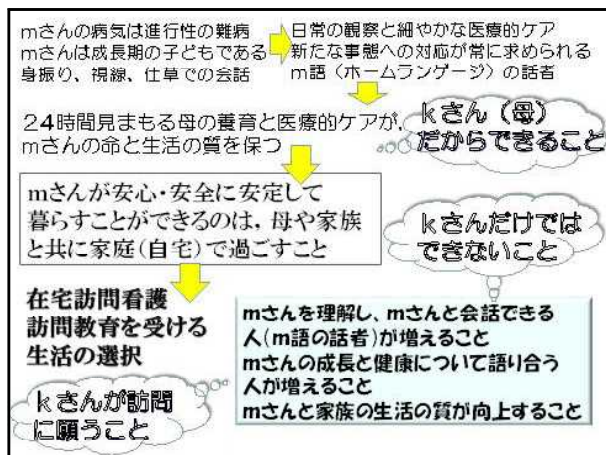 mさんの病気は進行性の難病
mさんは成長期の子どもである
身振り、視線、仕草での会話
日常の観察と細やかな医療的ケア
新たな事態への対応が常に求められる
m語（ホームランゲージ）の話者
24時間見まもる母の養育と医療的ケアが,
mさんの命と生活の質を保つ
kさん（母）
だからできること
mさんが安心・安全に安定して
暮らすことができるのは，母や家族
と共に家庭(自宅)で過ごすこと
kさんだけでは
できないこと
在宅訪問看護
訪問教育を受ける
生活の選択
mさんを理解し、mさんと会話できる
人(m語の話者)が増えること
mさんの成長と健康について語り合う
人が増えること
mさんと家族の生活の質が向上すること
kさんが訪問
に願うこと